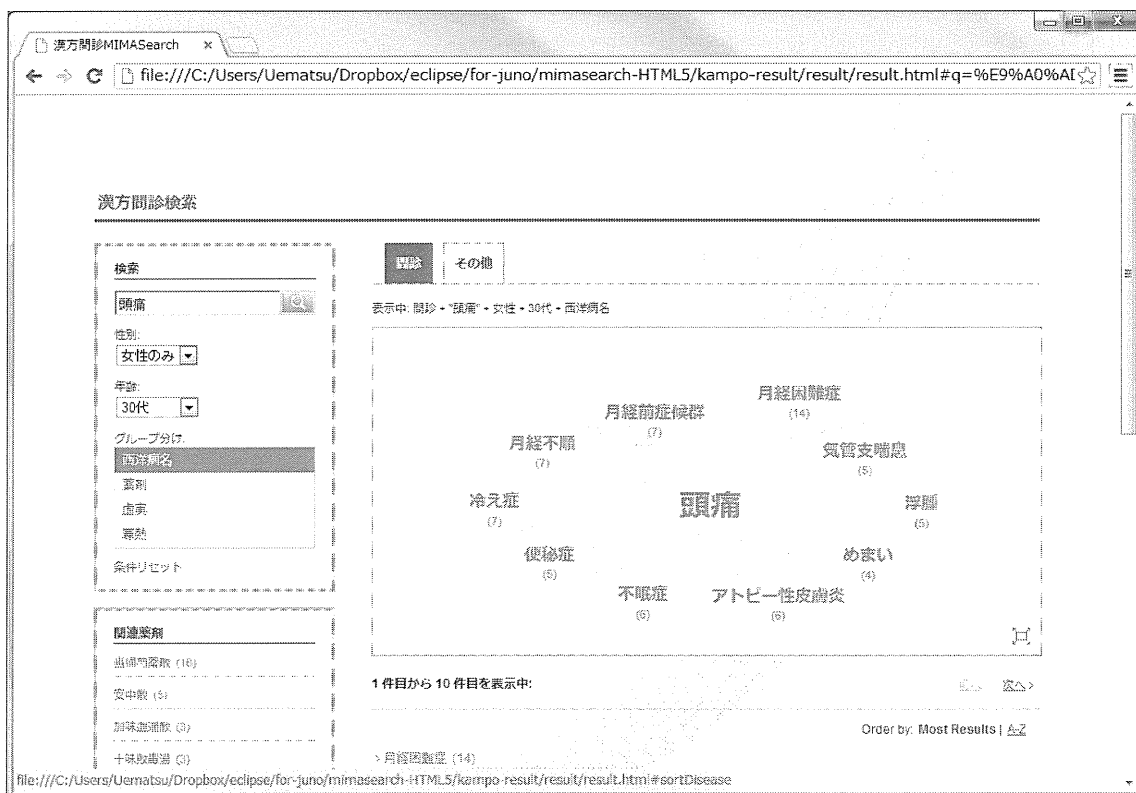 漢方問診MIMASearch ×
file:///C:/Users/Uematsu/Dropbox/eclipse/for-juno/mimasearch-HTML5/kampo-result/result/result.html#q=%E9%A0%AD
漢方問診検索
検索
頭痛
性別:
女性のみ
年齢:
30代
グループ分け:
西洋病名
薬剤
虚実
寒熱
条件リセット
関連薬剤
当帰芍薬散 (16)
安中散 (5)
加味逍遥散 (3)
十味敗毒湯 (3)
問診
その他
表示中: 問診 + "頭痛" + 女性 + 30代 + 西洋病名
月経困難症
(14)
月経前症候群
(7)
月経不順
(7)
気管支喘息
(5)
冷え症
(7)
頭痛
浮腫
(5)
便秘症
(5)
めまい
(4)
不眠症
(6)
アトピー性皮膚炎
(6)
1 件目から 10 件目を表示中:
次へ>
Order by: Most Results | A-Z
> 月経困難症 (14)
file:///C:/Users/Uematsu/Dropbox/eclipse/for-juno/mimasearch-HTML5/kampo-result/result/result.html#sortDisease